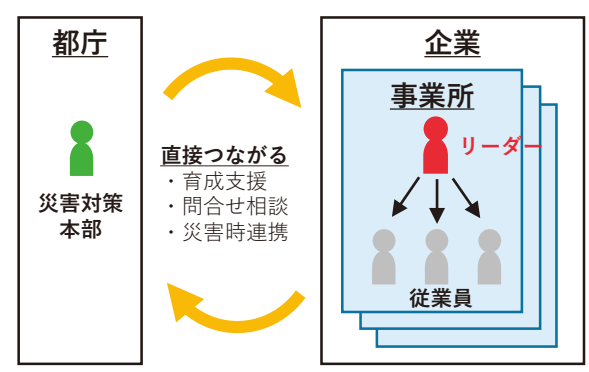 都庁
災害対策
本部
直接つながる
・育成支援
・問合せ相談
・災害時連携
企業
事業所
リーダー
従業員